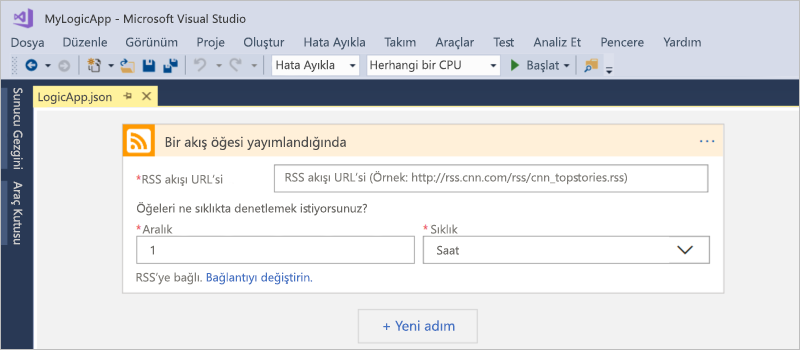 MyLogicApp - Microsoft Visual Studio
Dosya Düzenle Görünüm Proje Oluştur Hata Ayıkla Takım Araçlar Test Analiz Et Pencere Yardım
Hata Ayıkla Herhangi bir CPU Başlat
Sunucu Gezgini
Araç Kutusu
LogicApp.json
Bir akış öğesi yayımlandığında
*RSS akışı URL'si
RSS akışı URL'si (Örnek: http://rss.cnn.com/rss/cnn_topstories.rss)
Öğeleri ne sıklıkta denetlemek istiyorsunuz?
*Aralık * Sıklık
1 Saat
RSS'ye bağlı. Bağlantıyı değiştirin.
+ Yeni adım